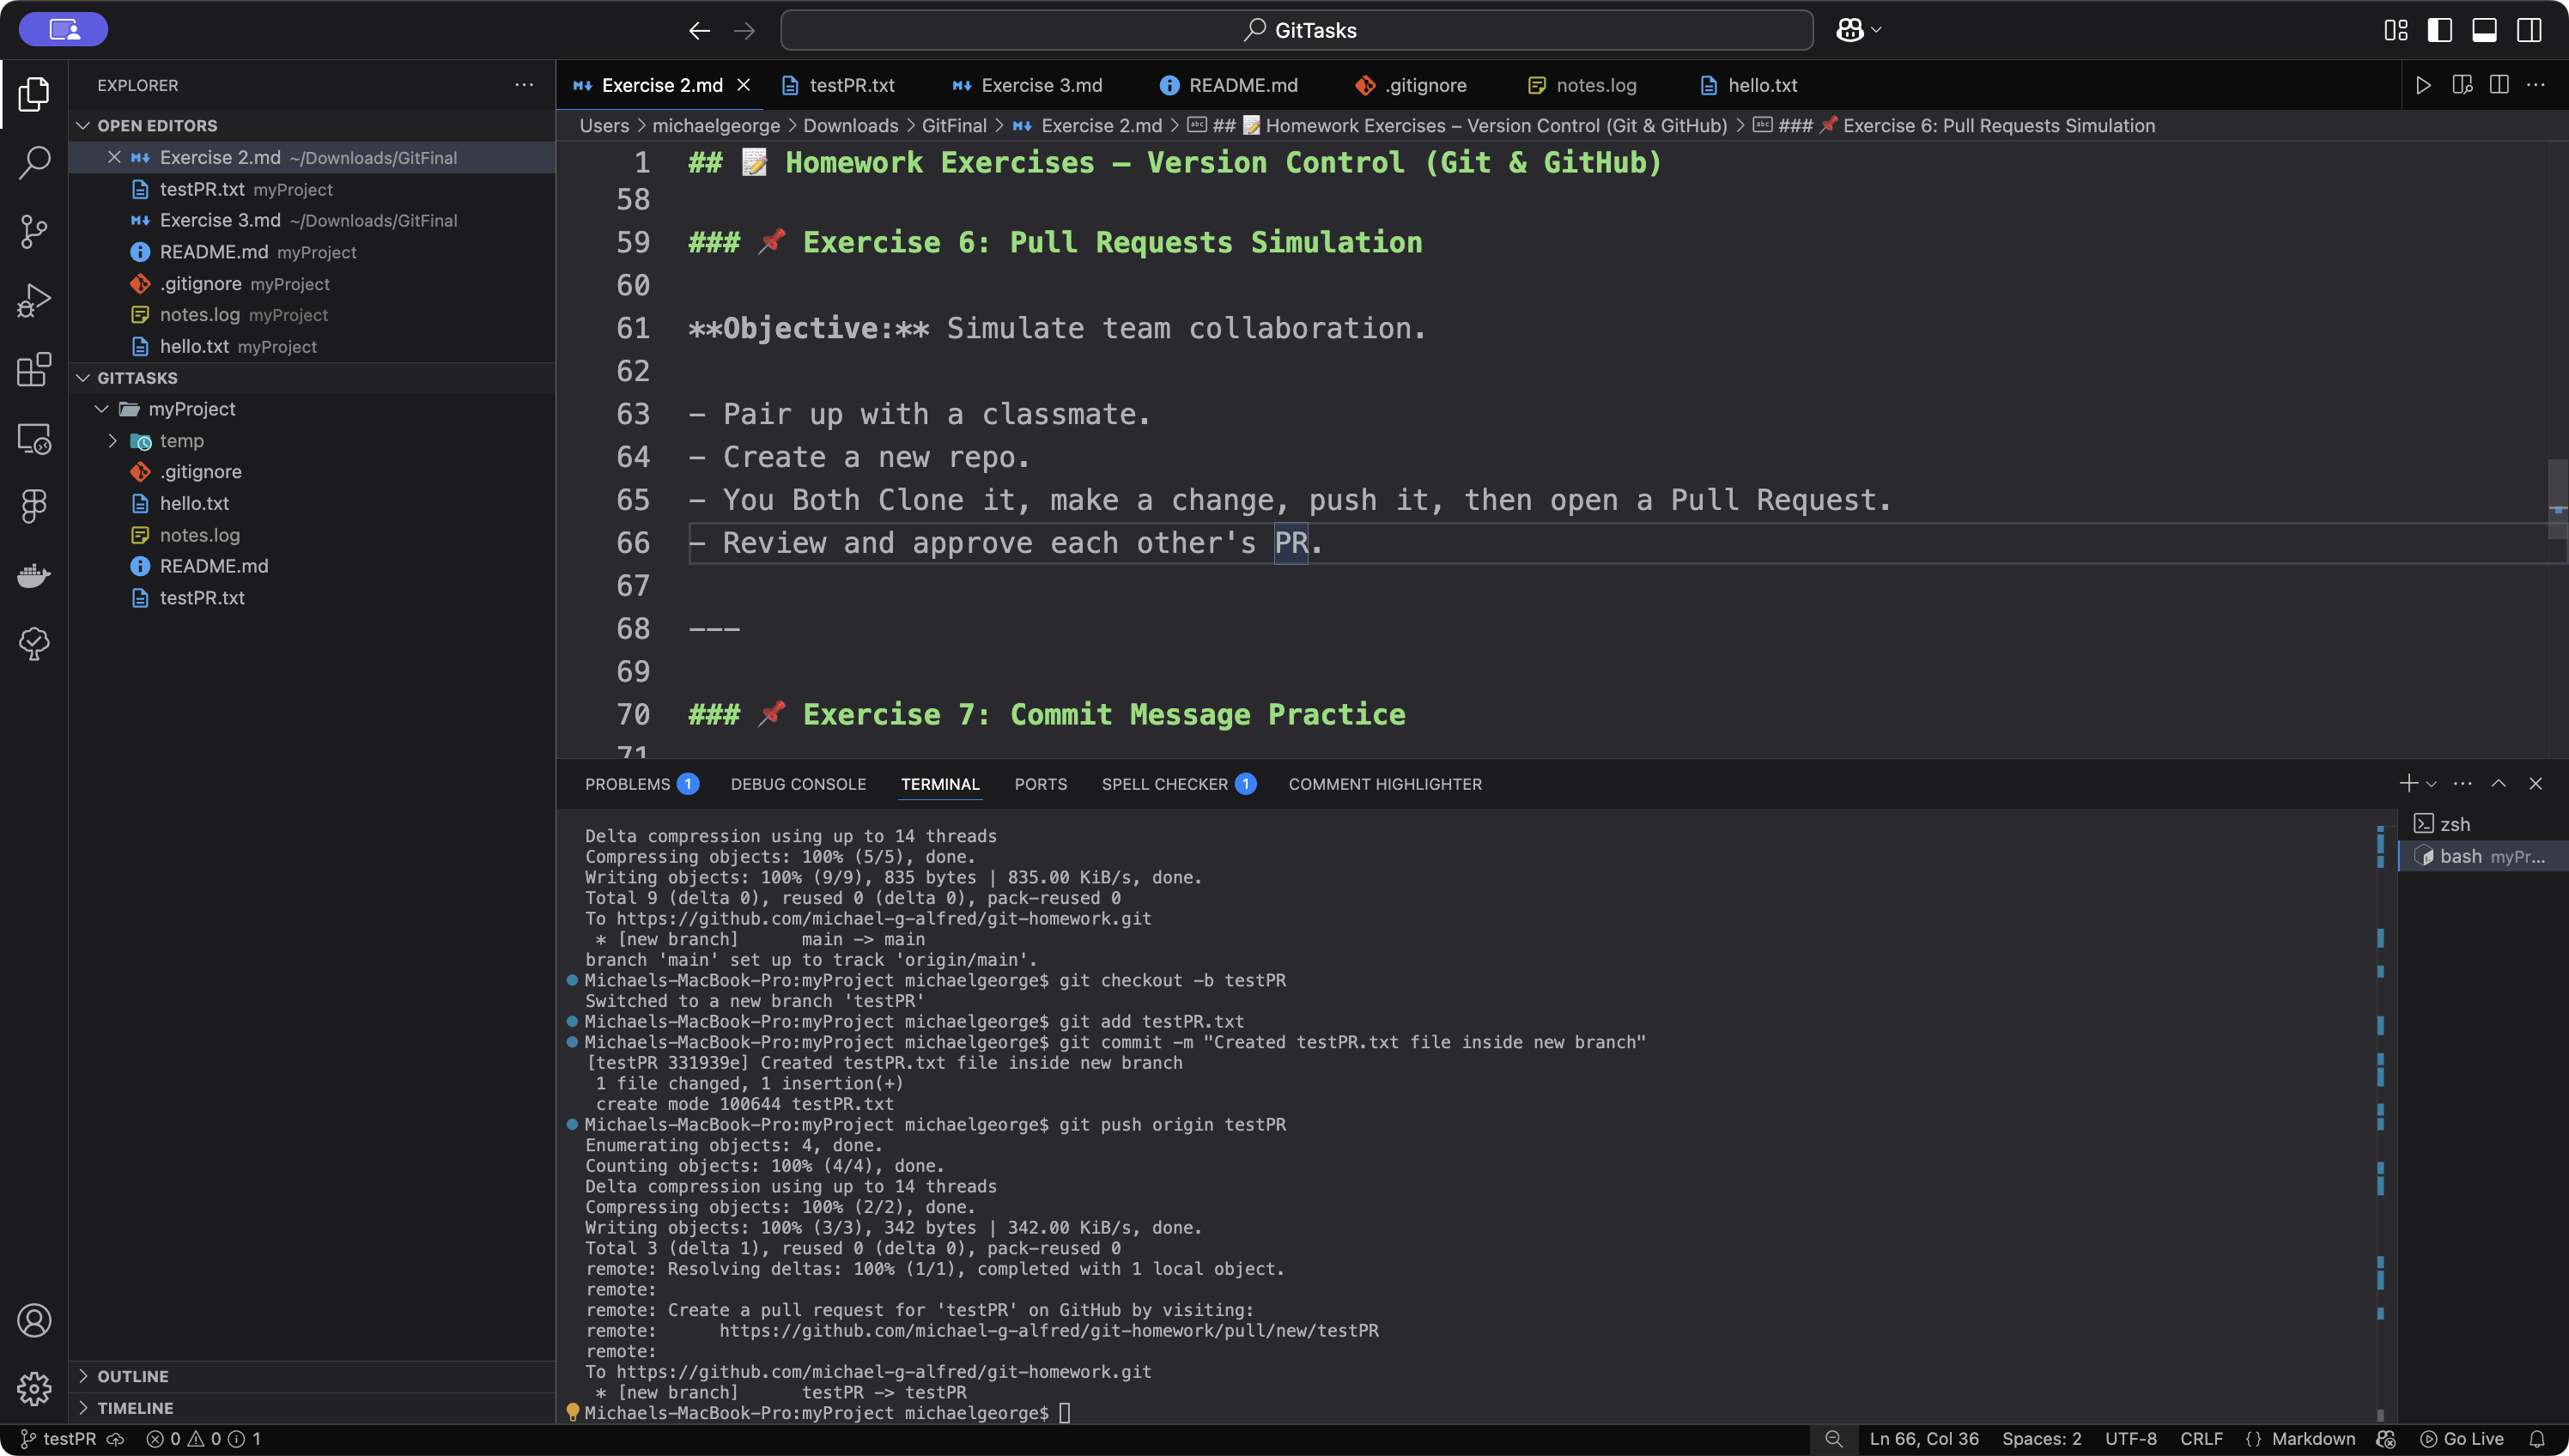 GitTasks
EXPLORER
OPEN EDITORS
Exercise 2.md ~/Downloads/GitFinal
testPR.txt myProject
Exercise 3.md ~/Downloads/GitFinal
README.md myProject
.gitignore myProject
notes.log myProject
hello.txt myProject
GITTASKS
myProject
temp
.gitignore
hello.txt
notes.log
README.md
testPR.txt
OUTLINE
TIMELINE
Exercise 2.md testPR.txt Exercise 3.md README.md .gitignore notes.log hello.txt
Users > michaelgeorge > Downloads > GitFinal > Exercise 2.md > ## 📝 Homework Exercises – Version Control (Git & GitHub) > ### 📌 Exercise 6: Pull Requests Simulation
1 ## 📝 Homework Exercises – Version Control (Git & GitHub)
58
59 ### 📌 Exercise 6: Pull Requests Simulation
60
61 **Objective:** Simulate team collaboration.
62
63 - Pair up with a classmate.
64 - Create a new repo.
65 - You Both Clone it, make a change, push it, then open a Pull Request.
66 - Review and approve each other's PR.
67
68 ---
69
70 ### 📌 Exercise 7: Commit Message Practice
71
PROBLEMS 1 DEBUG CONSOLE TERMINAL PORTS SPELL CHECKER 1 COMMENT HIGHLIGHTER
Delta compression using up to 14 threads
Compressing objects: 100% (5/5), done.
Writing objects: 100% (9/9), 835 bytes | 835.00 KiB/s, done.
Total 9 (delta 0), reused 0 (delta 0), pack-reused 0
To https://github.com/michael-g-alfred/git-homework.git
* [new branch]      main -> main
branch 'main' set up to track 'origin/main'.
Michaels-MacBook-Pro:myProject michaelgeorge$ git checkout -b testPR
Switched to a new branch 'testPR'
Michaels-MacBook-Pro:myProject michaelgeorge$ git add testPR.txt
Michaels-MacBook-Pro:myProject michaelgeorge$ git commit -m "Created testPR.txt file inside new branch"
[testPR 331939e] Created testPR.txt file inside new branch
1 file changed, 1 insertion(+)
create mode 100644 testPR.txt
Michaels-MacBook-Pro:myProject michaelgeorge$ git push origin testPR
Enumerating objects: 4, done.
Counting objects: 100% (4/4), done.
Delta compression using up to 14 threads
Compressing objects: 100% (2/2), done.
Writing objects: 100% (3/3), 342 bytes | 342.00 KiB/s, done.
Total 3 (delta 1), reused 0 (delta 0), pack-reused 0
remote: Resolving deltas: 100% (1/1), completed with 1 local object.
remote:
remote: Create a pull request for 'testPR' on GitHub by visiting:
remote:      https://github.com/michael-g-alfred/git-homework/pull/new/testPR
remote:
To https://github.com/michael-g-alfred/git-homework.git
* [new branch]      testPR -> testPR
Michaels-MacBook-Pro:myProject michaelgeorge$
zsh
bash myPr...
testPR 0 0 1 Ln 66, Col 36 Spaces: 2 UTF-8 CRLF {} Markdown Go Live